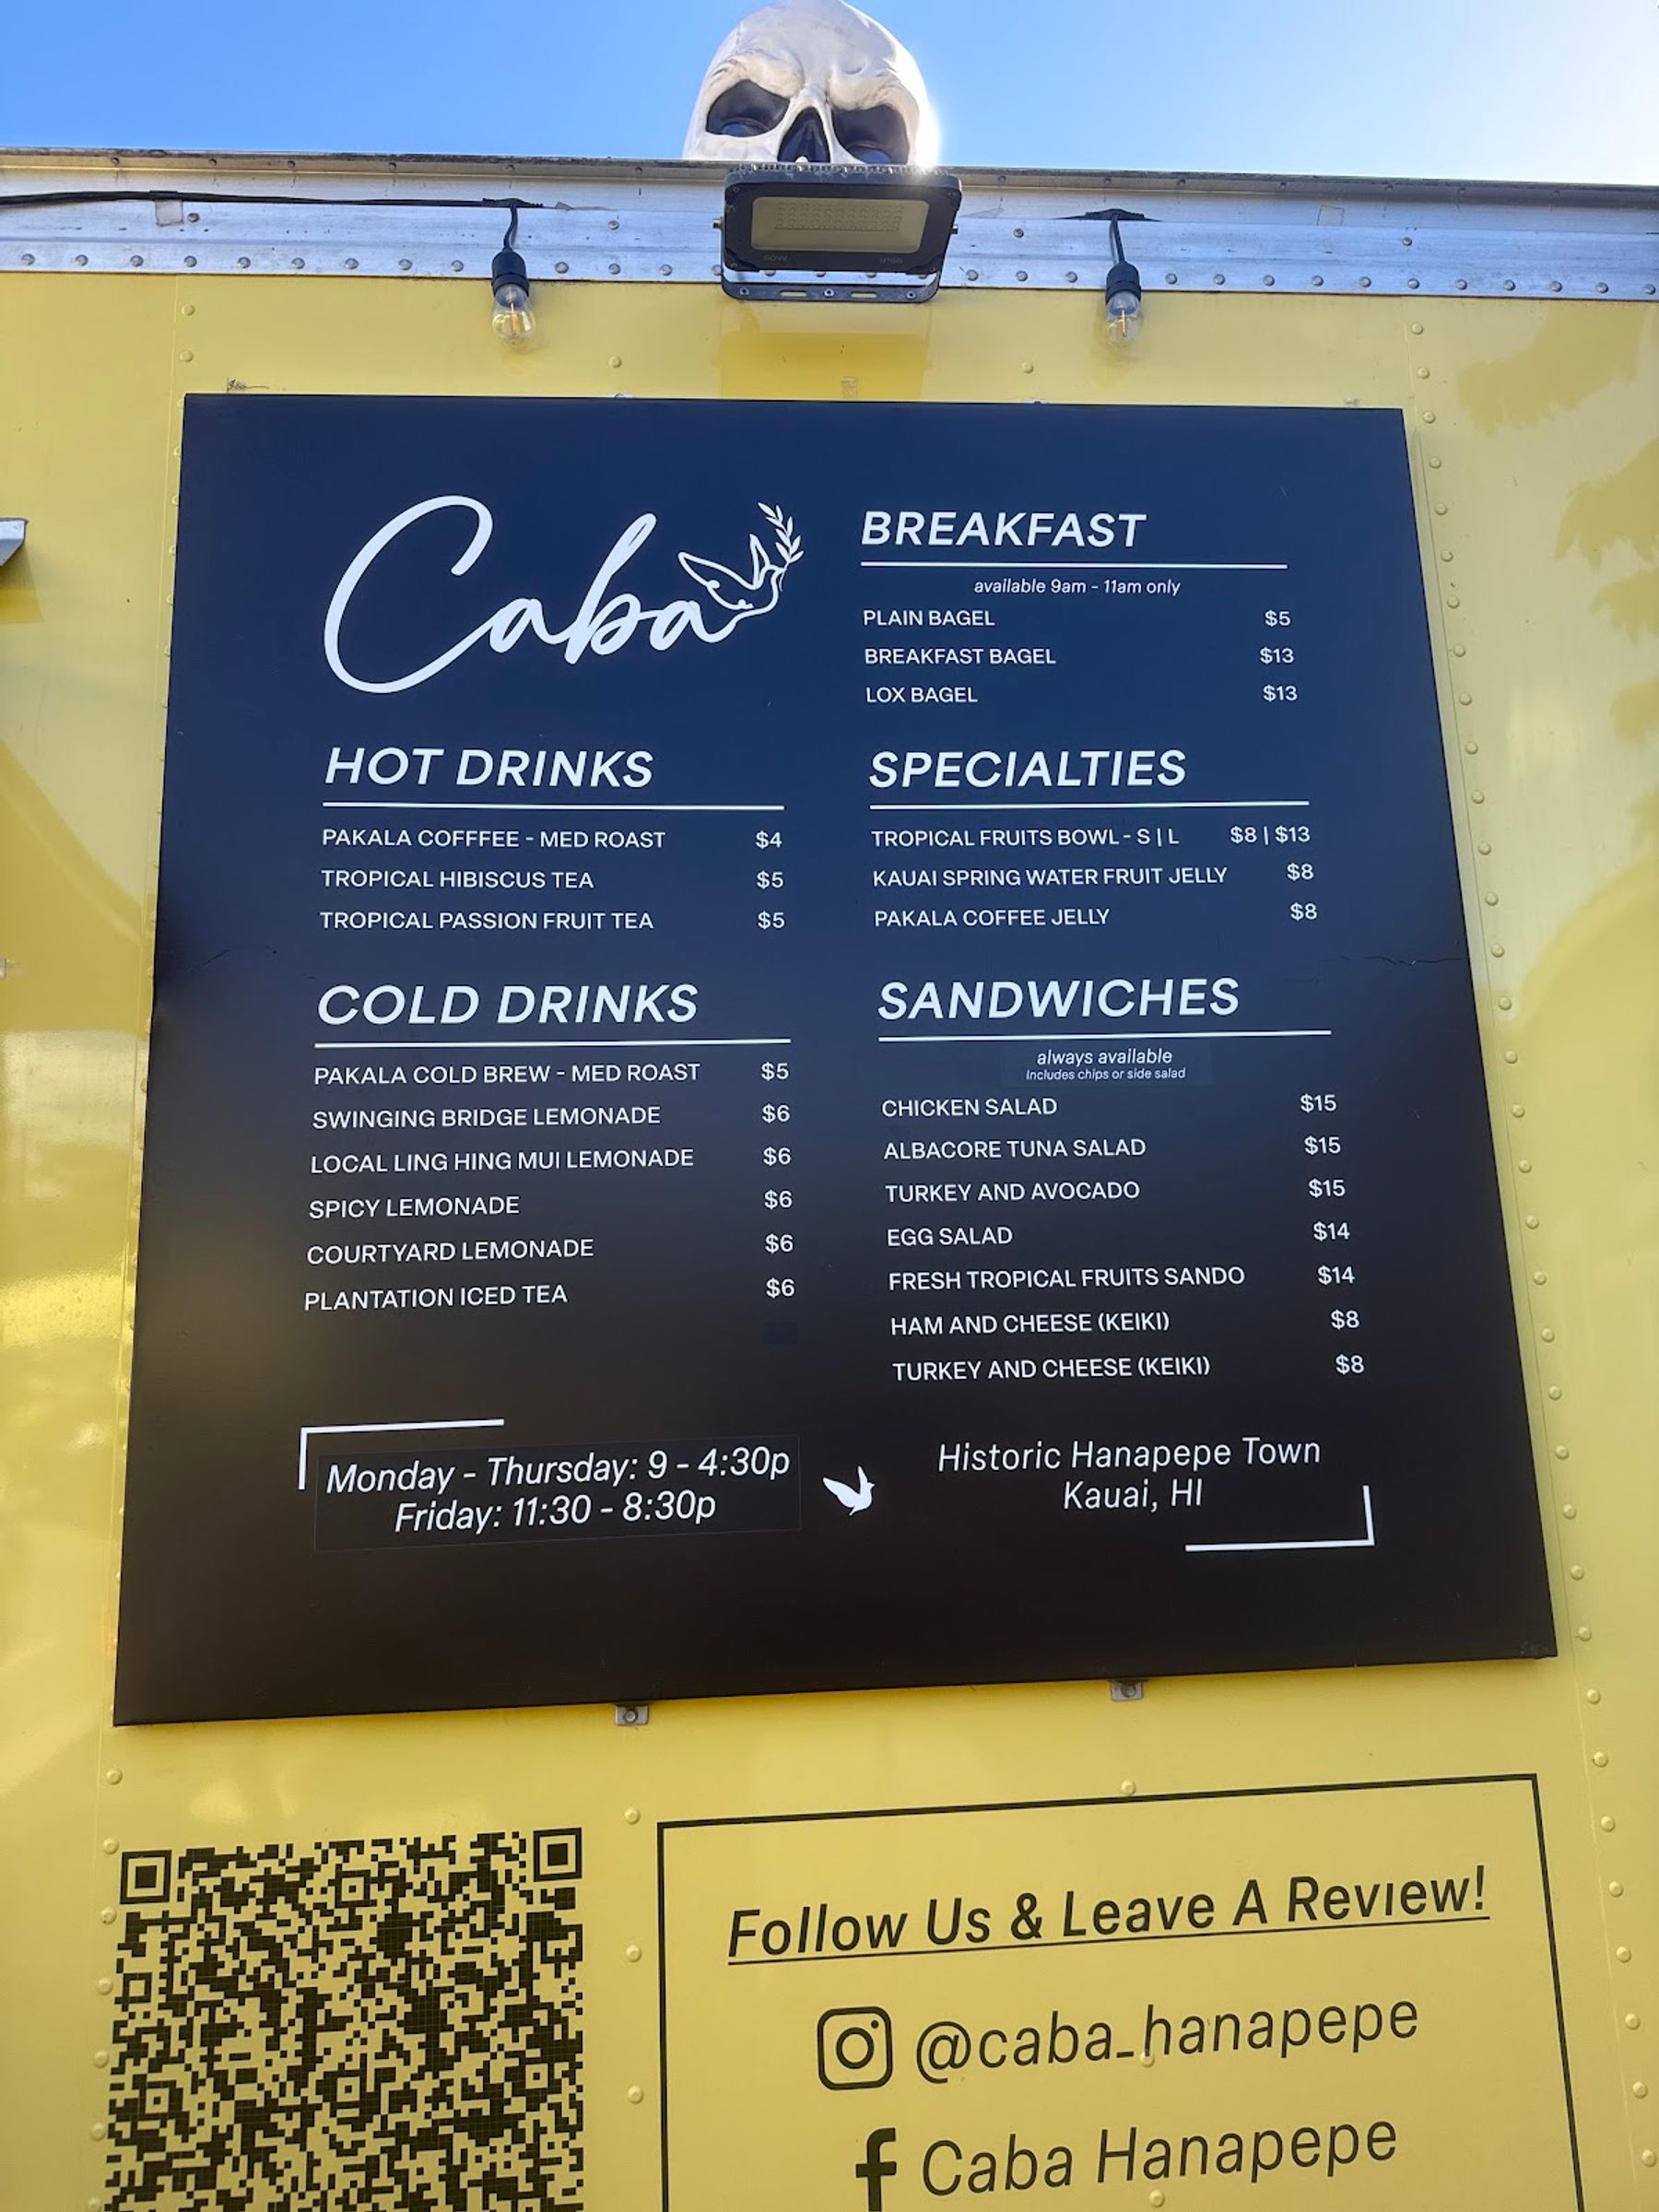 Caba
BREAKFAST
available 9am - 11am only
PLAIN BAGEL $5
BREAKFAST BAGEL $13
LOX BAGEL $13
HOT DRINKS
PAKALA COFFFEE - MED ROAST $4
TROPICAL HIBISCUS TEA $5
TROPICAL PASSION FRUIT TEA $5
SPECIALTIES
TROPICAL FRUITS BOWL - S | L $8 | $13
KAUAI SPRING WATER FRUIT JELLY $8
PAKALA COFFEE JELLY $8
COLD DRINKS
PAKALA COLD BREW - MED ROAST $5
SWINGING BRIDGE LEMONADE $6
LOCAL LING HING MUI LEMONADE $6
SPICY LEMONADE $6
COURTYARD LEMONADE $6
PLANTATION ICED TEA $6
SANDWICHES
always available
Includes chips or side salad
CHICKEN SALAD $15
ALBACORE TUNA SALAD $15
TURKEY AND AVOCADO $15
EGG SALAD $14
FRESH TROPICAL FRUITS SANDO $14
HAM AND CHEESE (KEIKI) $8
TURKEY AND CHEESE (KEIKI) $8
Monday - Thursday: 9 - 4:30p
Friday: 11:30 - 8:30p
Historic Hanapepe Town
Kauai, HI
Follow Us & Leave A Review!
@caba_hanapepe
Caba Hanapepe